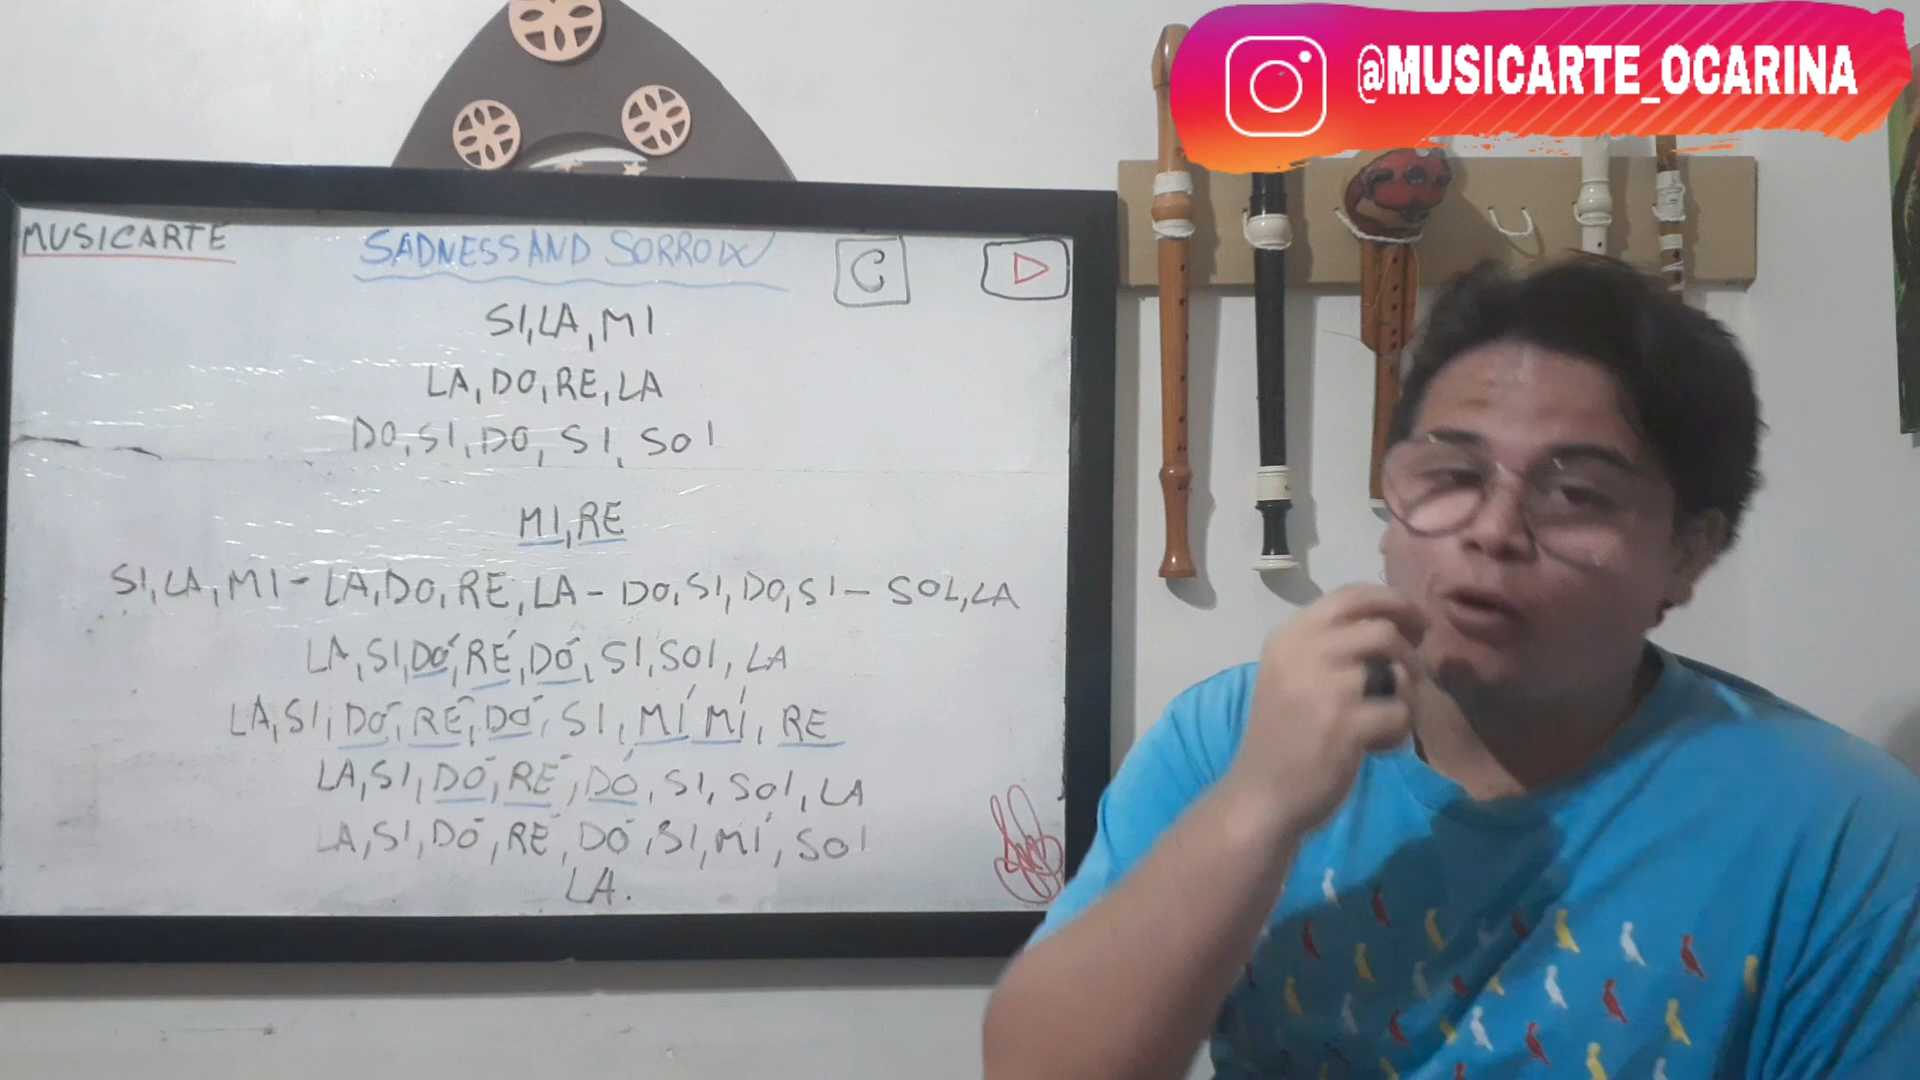 @MUSICARTE_OCARINA
MUSICARTE
SADNESS AND SORROW
C
SI, LA, MI
LA, DO, RE, LA
DO, SI, DO, SI, SOL
MI, RE
SI, LA, MI - LA, DO, RE, LA - DO, SI, DO, SI - SOL, LA
LA, SI, DÓ, RÉ, DÓ, SI, SOL, LA
LA, SI, DÓ, RÉ, DÓ, SI, MÍ MÍ, RE
LA, SI, DÓ, RÉ, DÓ, SI, SOL, LA
LA, SI, DÓ, RÉ, DÓ, SI, MÍ, SOL
LA.